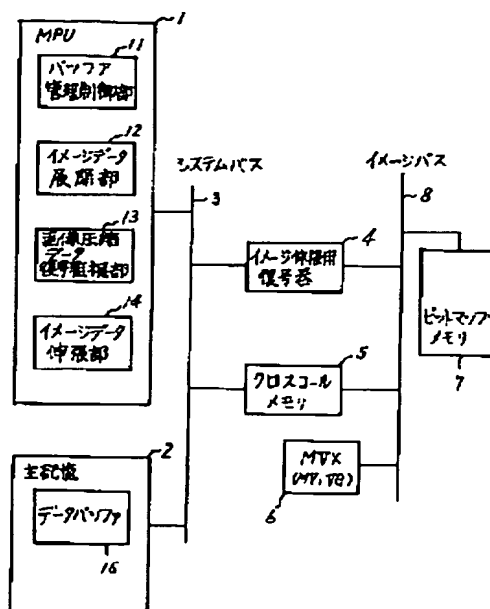 1
MPU
11
バッファ
管理制御部
12
イメージデータ
展開部
13
データ
14
イメージデータ
伸張部
システムバス
3
イメージバス
8
4
イメージ伸張用
復号器
5
クロスコール
メモリ
MVX
6
ビットマップ
メモリ
7
2
主記憶
データバッファ
16